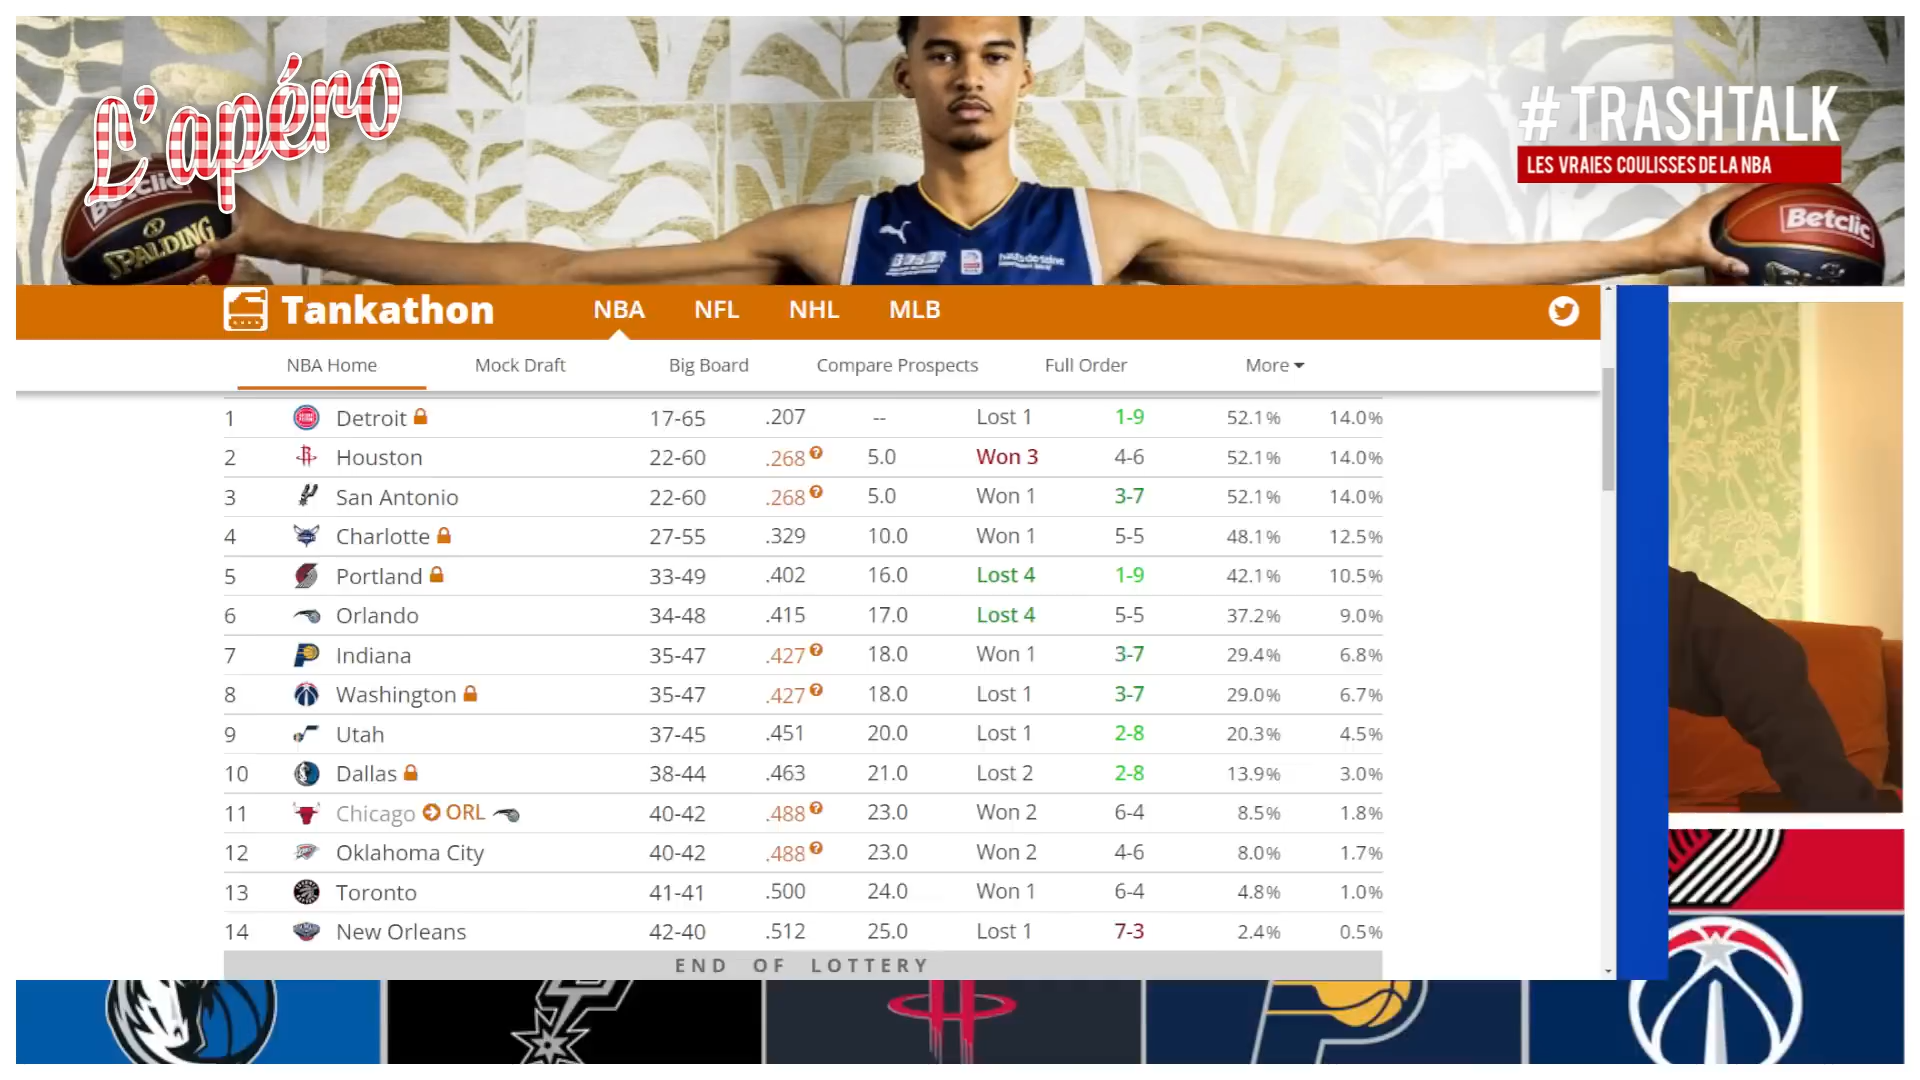 L'apéro
#TRASHTALK
LES VRAIES COULISSES DE LA NBA
Betclic
SPALDING
Betclic
hauts-de-seine
Tankathon NBA NFL NHL MLB
NBA Home Mock Draft Big Board Compare Prospects Full Order More
1 Detroit 17-65 .207 -- Lost 1 1-9 52.1% 14.0%
2 Houston 22-60 .268 ? 5.0 Won 3 4-6 52.1% 14.0%
3 San Antonio 22-60 .268 ? 5.0 Won 1 3-7 52.1% 14.0%
4 Charlotte 27-55 .329 10.0 Won 1 5-5 48.1% 12.5%
5 Portland 33-49 .402 16.0 Lost 4 1-9 42.1% 10.5%
6 Orlando 34-48 .415 17.0 Lost 4 5-5 37.2% 9.0%
7 Indiana 35-47 .427 ? 18.0 Won 1 3-7 29.4% 6.8%
8 Washington 35-47 .427 ? 18.0 Lost 1 3-7 29.0% 6.7%
9 Utah 37-45 .451 20.0 Lost 1 2-8 20.3% 4.5%
10 Dallas 38-44 .463 21.0 Lost 2 2-8 13.9% 3.0%
11 Chicago ORL 40-42 .488 ? 23.0 Won 2 6-4 8.5% 1.8%
12 Oklahoma City 40-42 .488 ? 23.0 Won 2 4-6 8.0% 1.7%
13 Toronto 41-41 .500 24.0 Won 1 6-4 4.8% 1.0%
14 New Orleans 42-40 .512 25.0 Lost 1 7-3 2.4% 0.5%
END OF LOTTERY